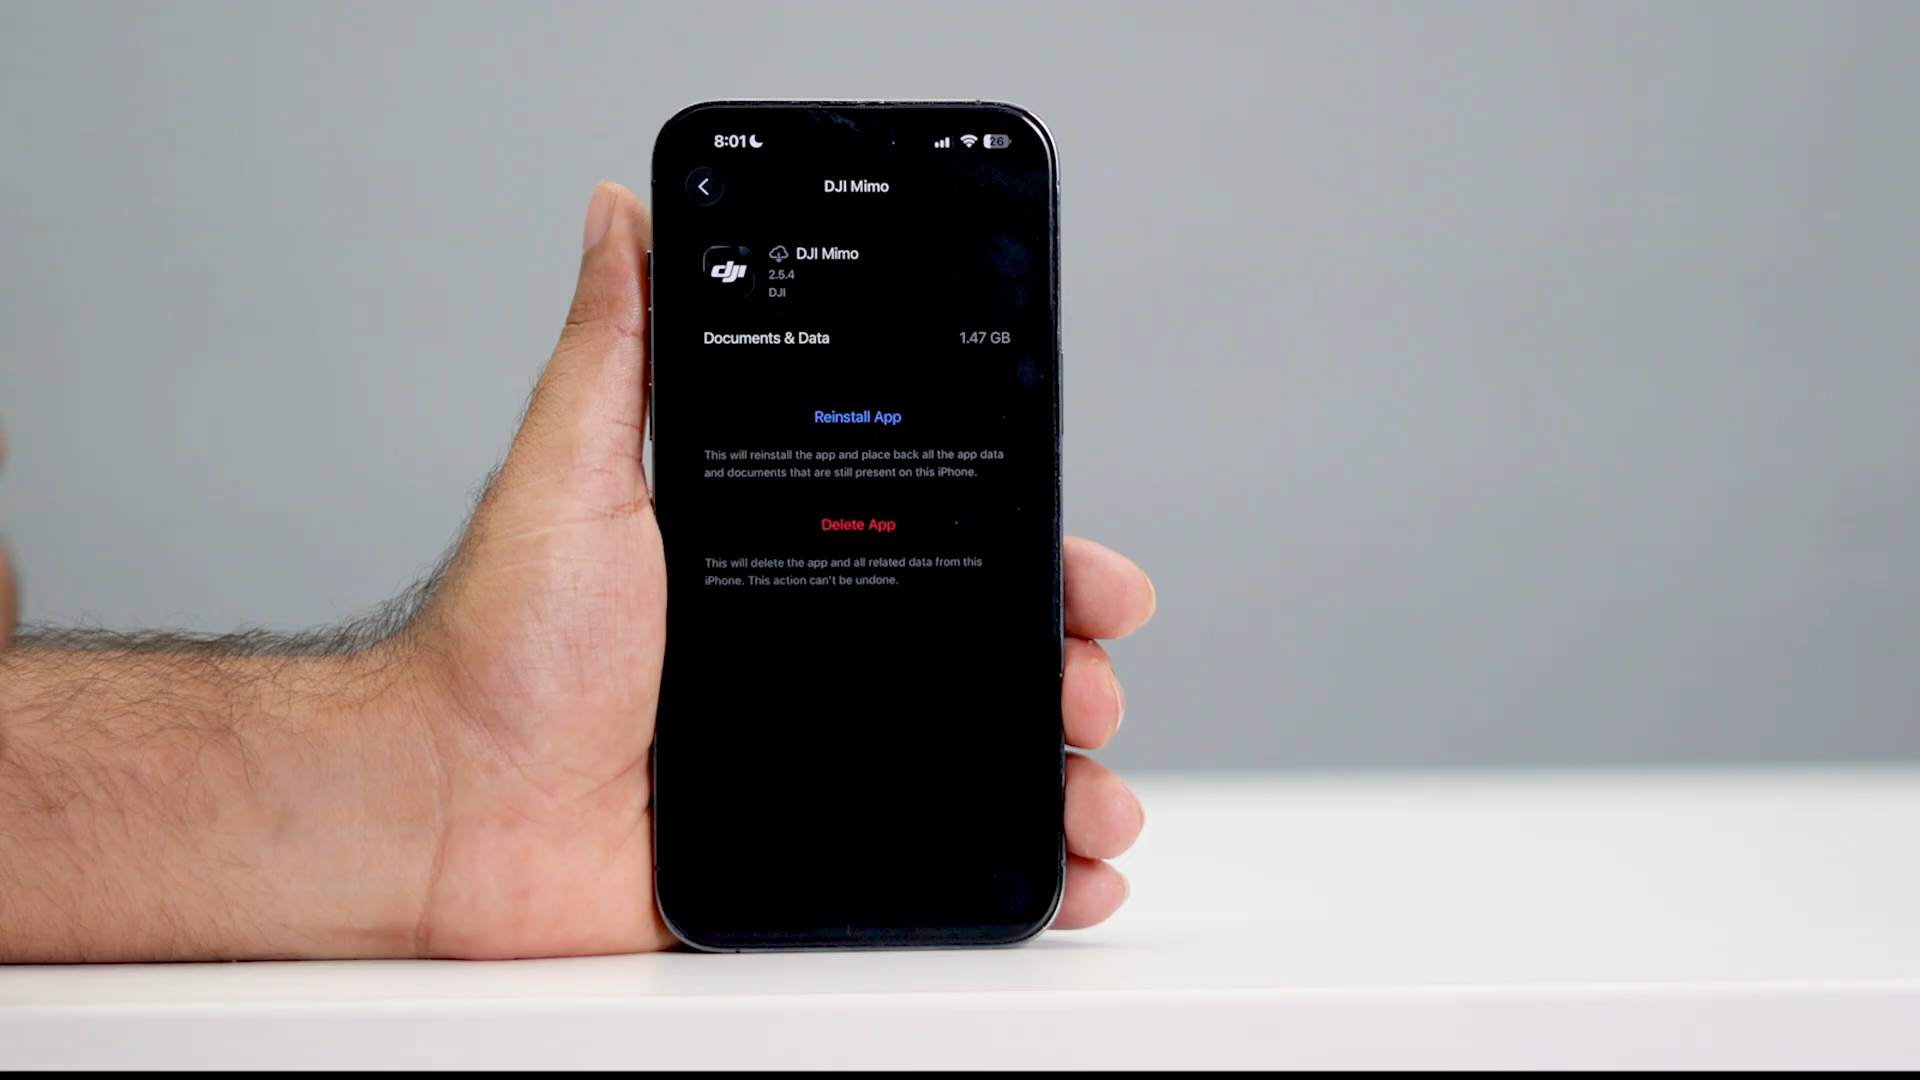 8:01
26
DJI Mimo
dji
DJI Mimo
2.5.4
DJI
Documents & Data 1.47 GB
Reinstall App
This will reinstall the app and place back all the app data
and documents that are still present on this iPhone.
Delete App
This will delete the app and all related data from this
iPhone. This action can't be undone.